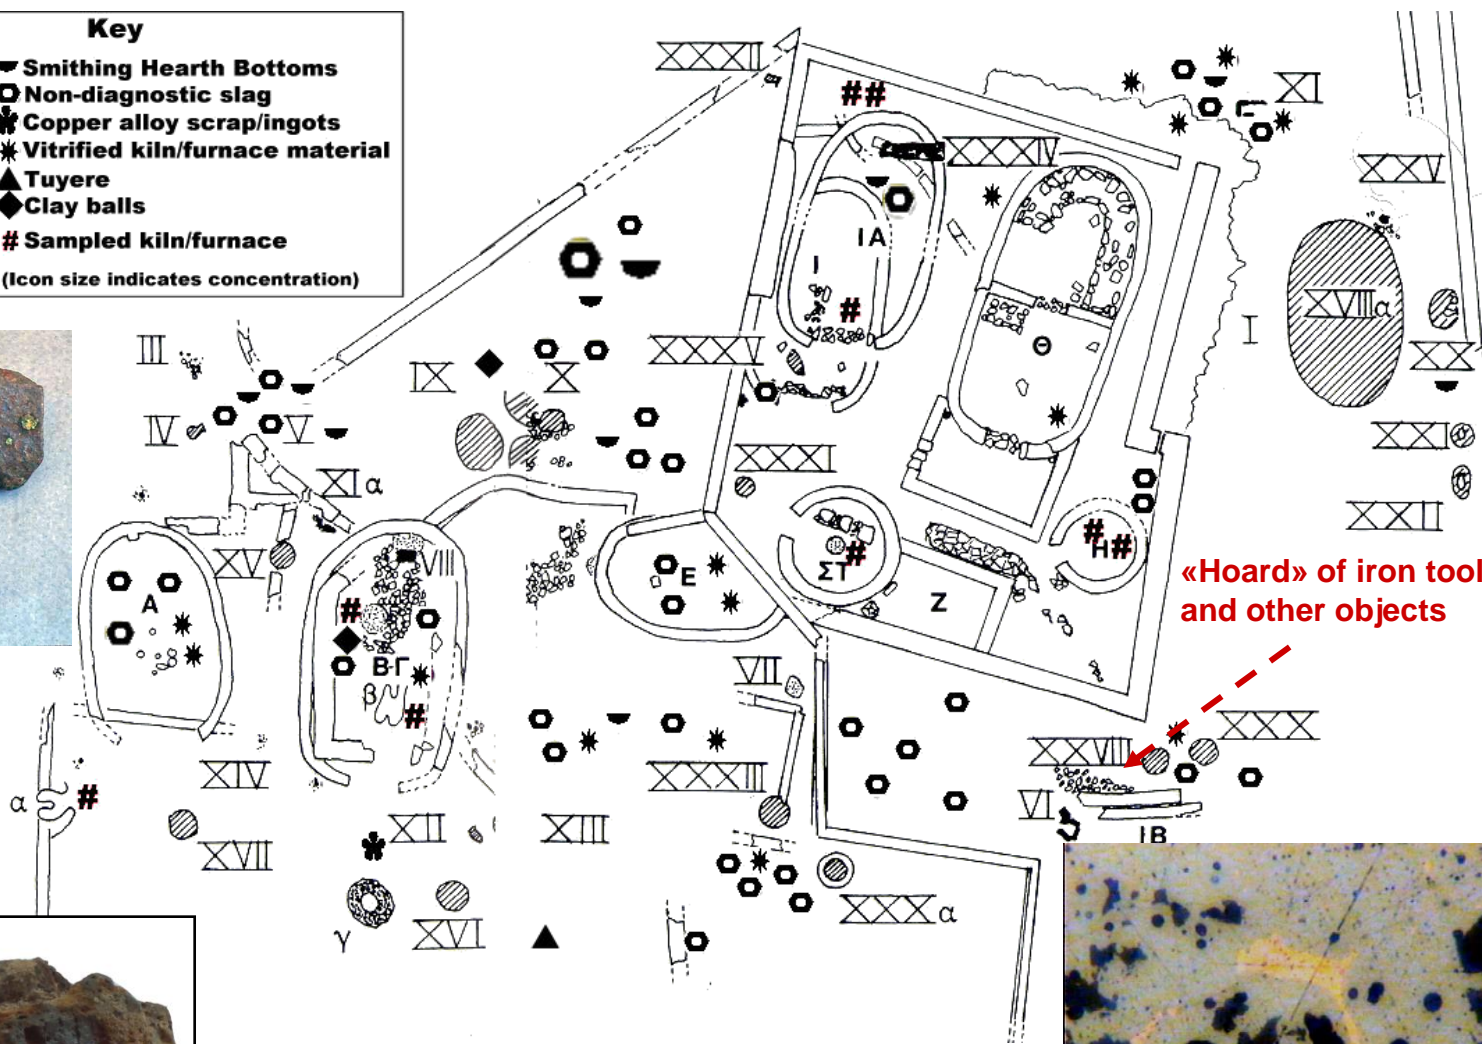 Key
Smithing Hearth Bottoms
Non-diagnostic slag
Copper alloy scrap/ingots
Vitrified kiln/furnace material
Tuyere
Clay balls
# Sampled kiln/furnace
(Icon size indicates concentration)
XXXII
XI
##
XXXIV
XXV
IA
I
#
XVIIIα
I
III
XXXV
Θ
XX
IX
X
IV
V
XXI
XXXI
XIα
XXII
XV
VIII
#
#
Η
#
Ε
ΣΤ
«Hoard» of iron tool
and other objects
Α
#
Ζ
Β-Γ
VII
β
#
XXX
XXVIII
XIV
XXXIII
α
#
VI
XII
XIII
ΙΒ
XVII
XXXα
γ
XVI